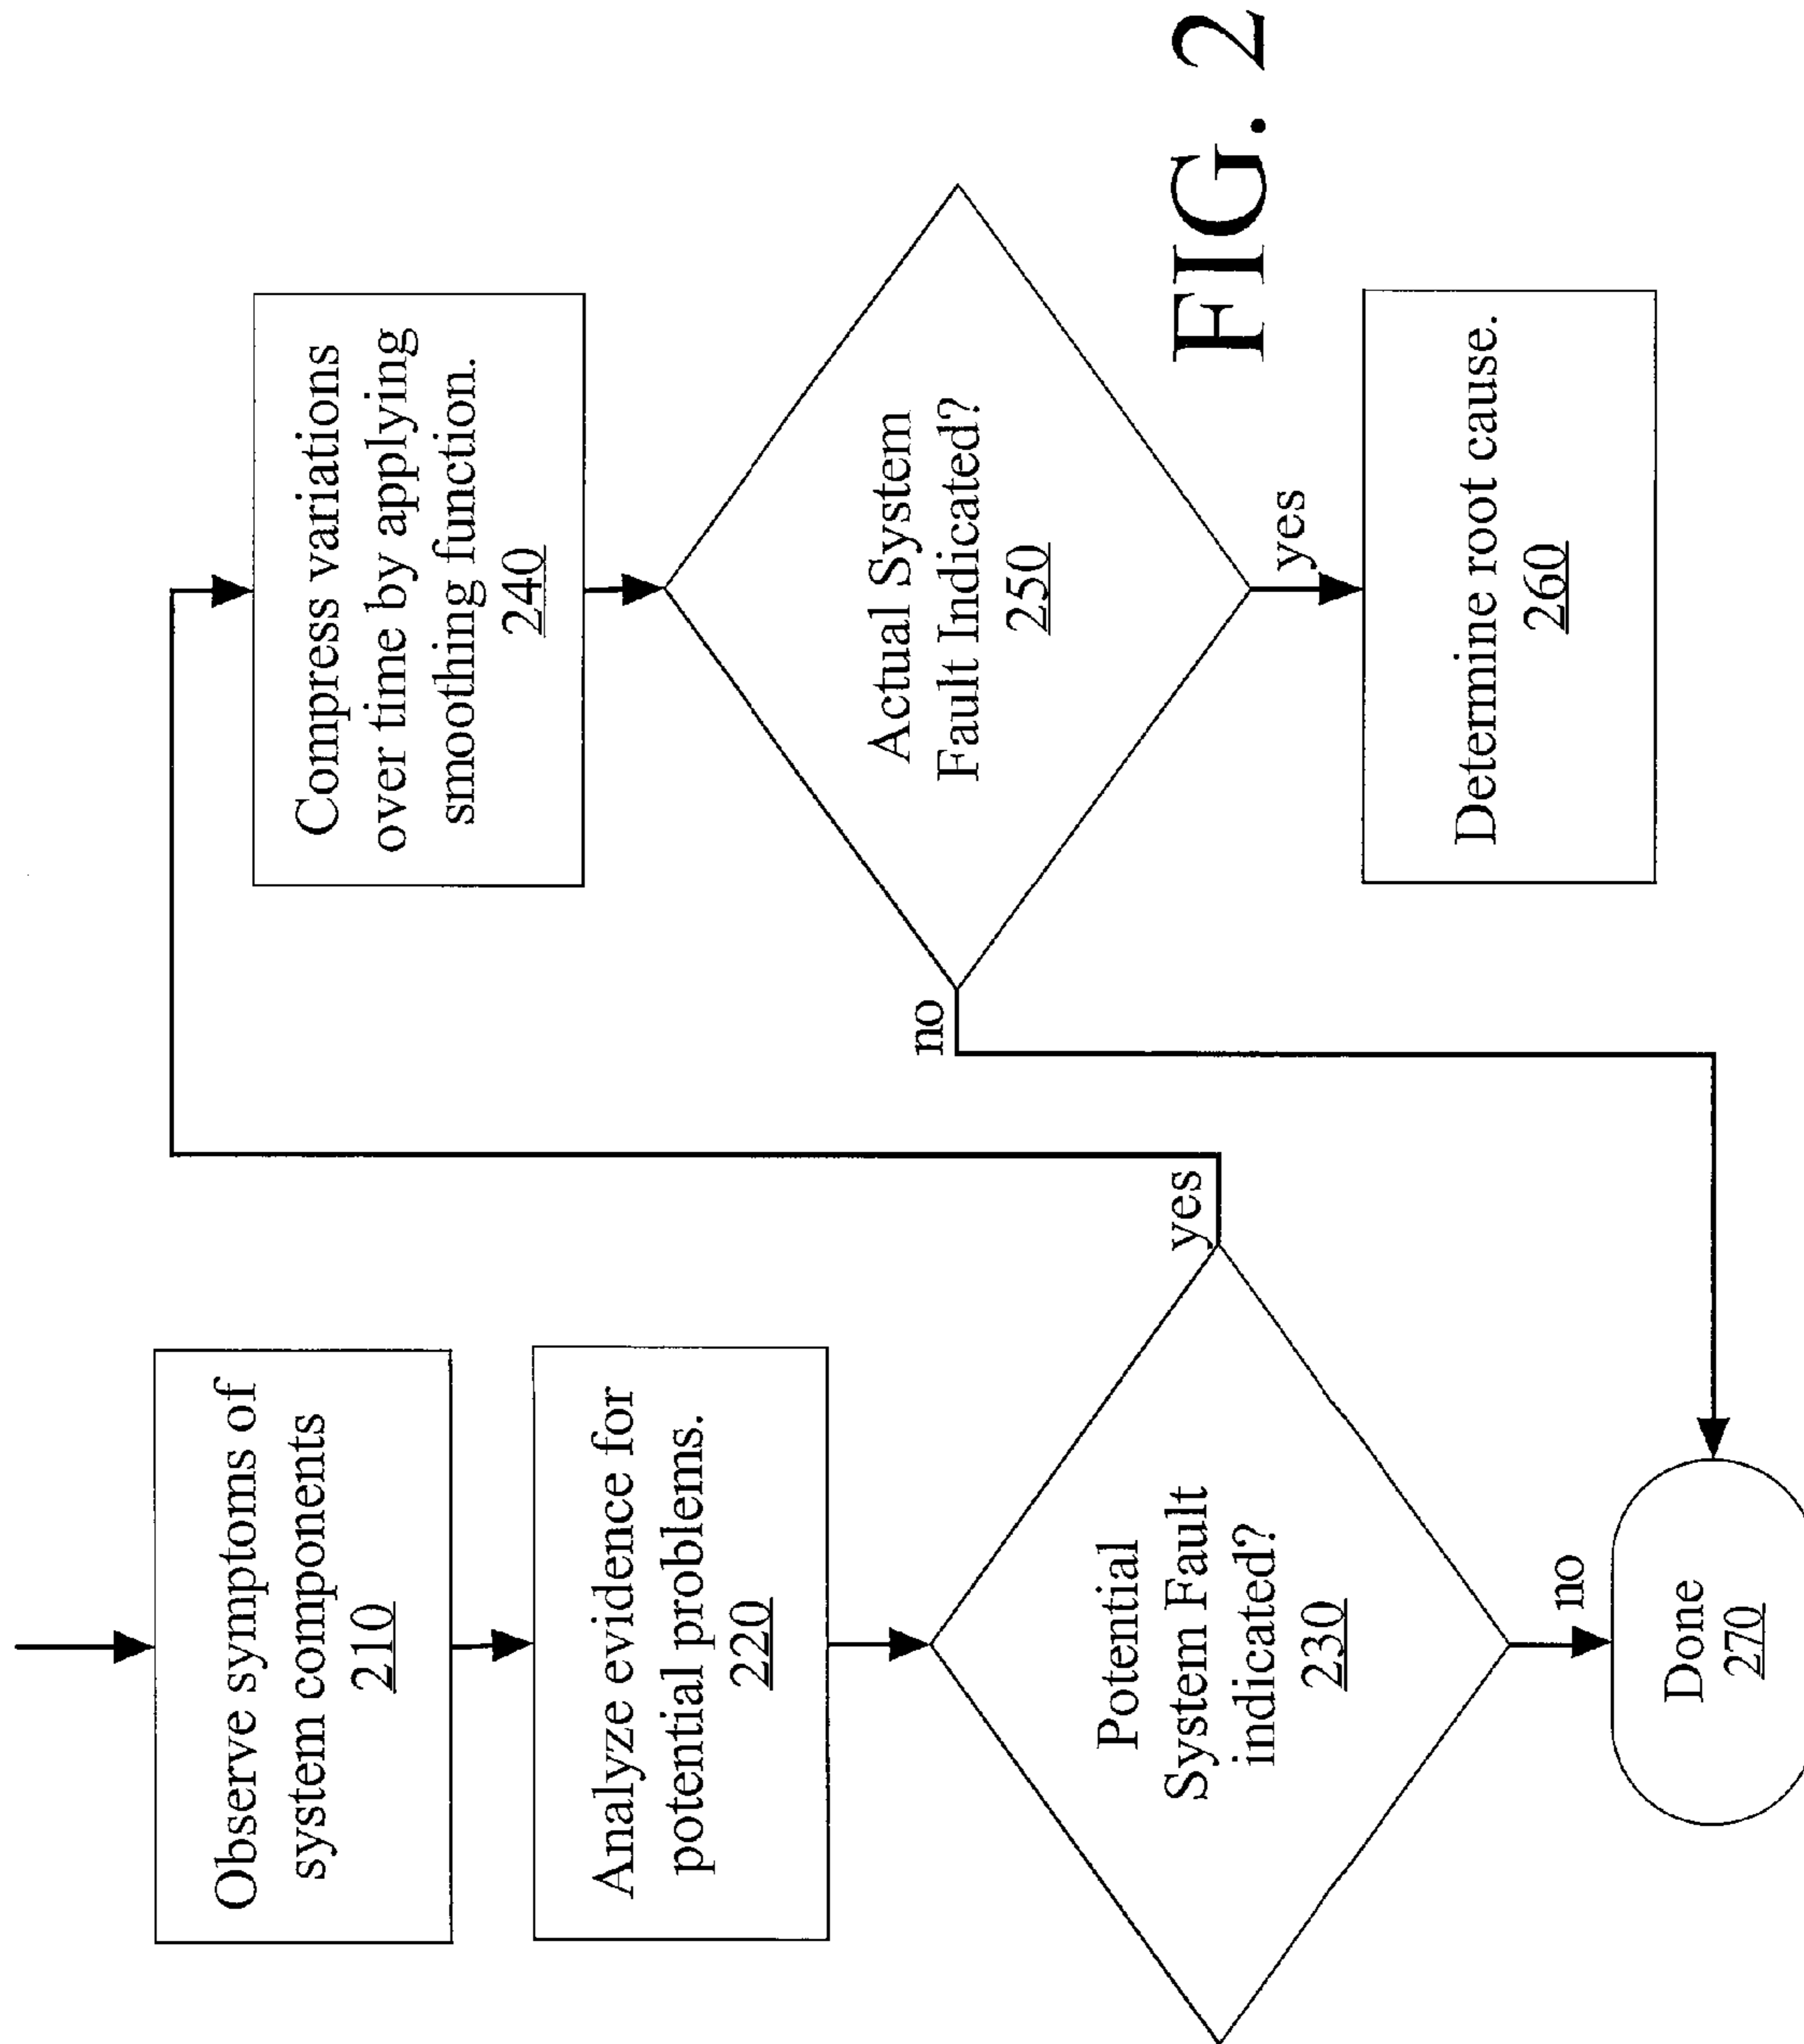 Observe symptoms of
system components
210
Analyze evidence for
potential problems.
220
Potential
System Fault
indicated?
230
yes
no
Done
270
Compress variations
over time by applying
smoothing function.
240
Actual System
Fault Indicated?
250
no
yes
Determine root cause.
260
FIG. 2